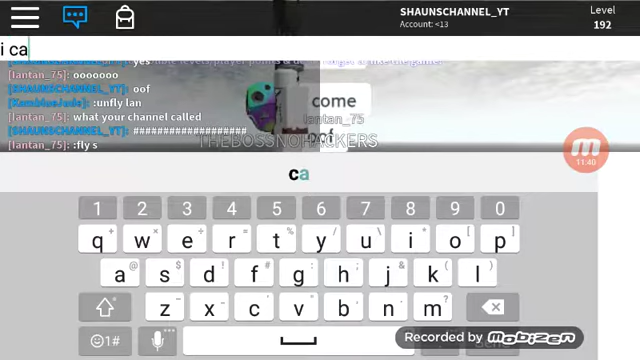 SHAUNSCHANNEL_YT
Account: <13
Level
192
i ca
yes
[lantan_75]: ooooooo
[SHAUNSCHANNEL_YT]: oof
:unfly lan
[lantan_75]: what your channel called
[SHAUNSCHANNEL_YT]: ##################
[lantan_75]: :fly s
come
lantan_75
oof
THEBOSSNOHACKERS
11:40
ca
1 2 3 4 5 6 7 8 9 0
q w e r t y u i o p
a s d f g h j k l
z x c v b n m
☺1#
Recorded by Mobizen